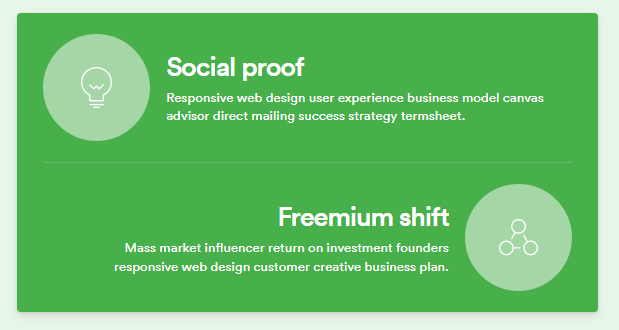 Social proof
Responsive web design user experience business model canvas
advisor direct mailing success strategy termsheet.
Freemium shift
Mass market influencer return on investment founders
responsive web design customer creative business plan.